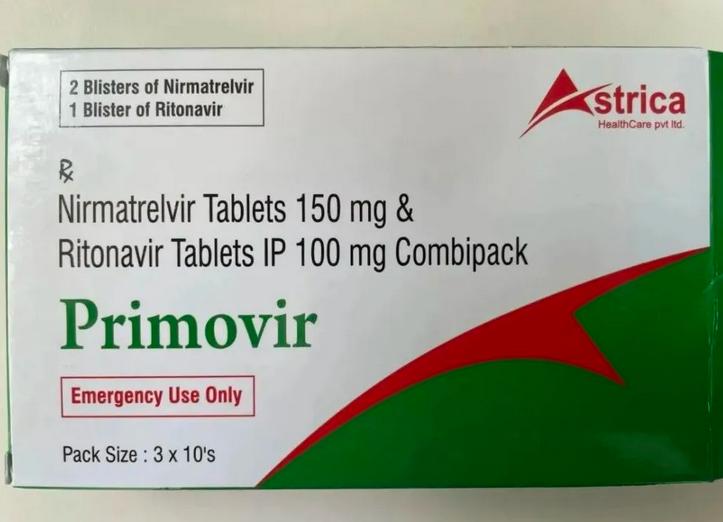 2 Blisters of Nirmatrelvir
1 Blister of Ritonavir
Astrica
HealthCare pvt ltd.
℞
Nirmatrelvir Tablets 150 mg &
Ritonavir Tablets IP 100 mg Combipack
Primovir
Emergency Use Only
Pack Size : 3 x 10's